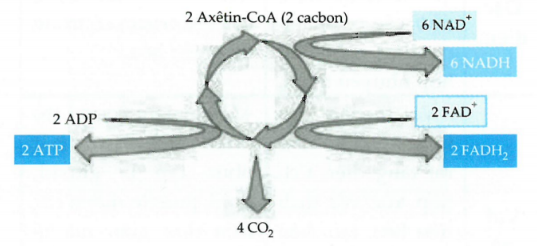 2 Axêtin-CoA (2 cacbon)
6 NAD⁺
6 NADH
2 ADP
2 FAD⁺
2 ATP
2 FADH₂
4 CO₂